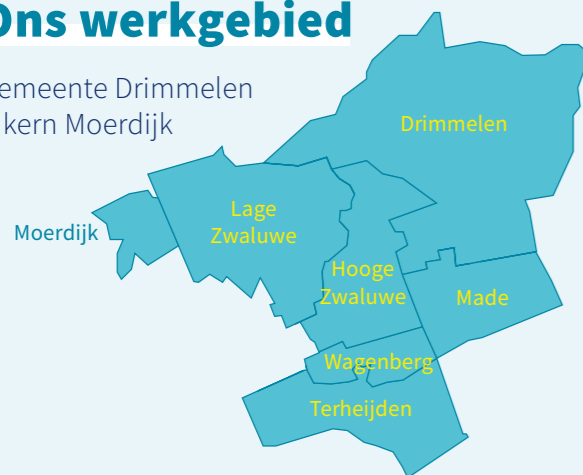 Ons werkgebied
emeente Drimmelen
kern Moerdijk
Drimmelen
Lage
Zwaluwe
Moerdijk
Hooge
Zwaluwe
Made
Wagenberg
Terheijden